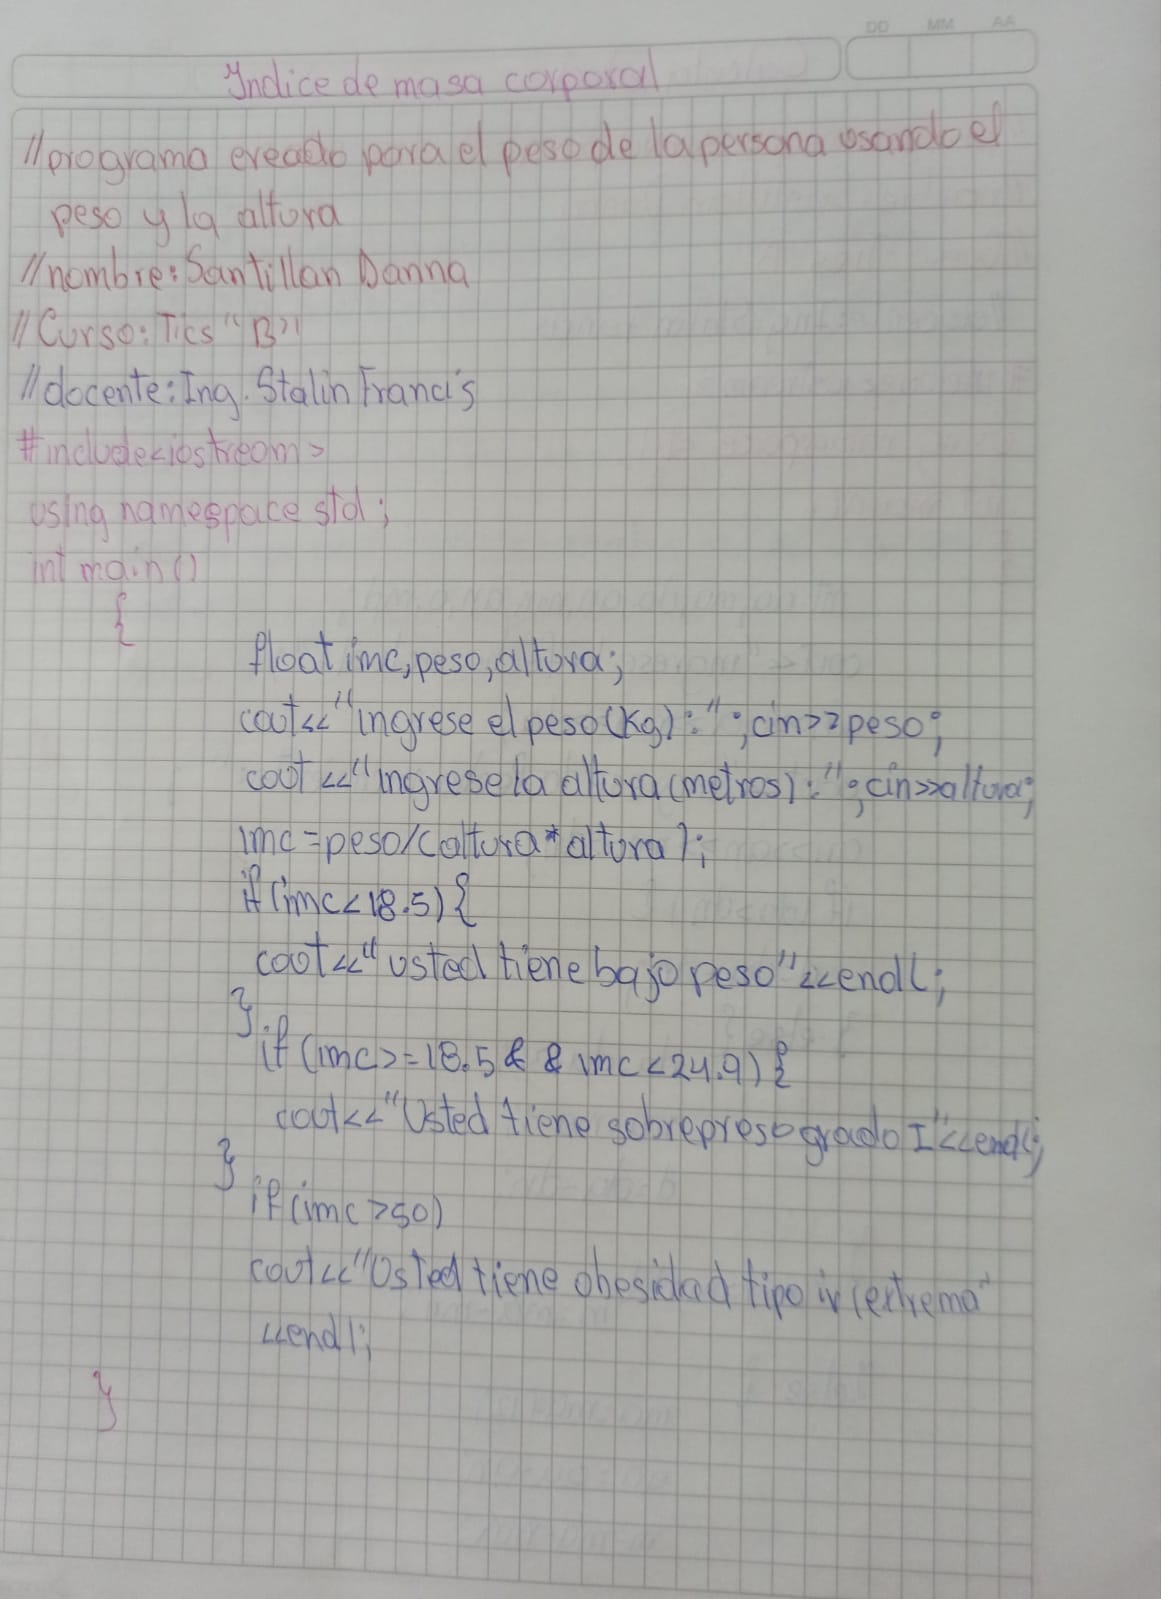 DD MM AA
Indice de masa corporal
//programa creado para el peso de la persona usando el
peso y la altura
//nombre: Santillan Danna
//Curso: Tics "B"
//docente: Ing. Stalin Francis
#include<iostream>
using namespace std;
int main()
{
float imc,peso,altura;
cout<<"ingrese el peso(Kg):";cin>>peso;
cout<<"ingrese la altura(metros):";cin>>altura;
imc=peso/(altura*altura);
if(imc<18.5){
cout<<"usted tiene bajo peso"<<endl;
}
if(imc>=18.5 && imc<24.9){
cout<<"Usted tiene sobrepreso grado I"<<endl;
}
if(imc>50)
cout<<"Usted tiene obesidad tipo iv (extrema"
<<endl;
}